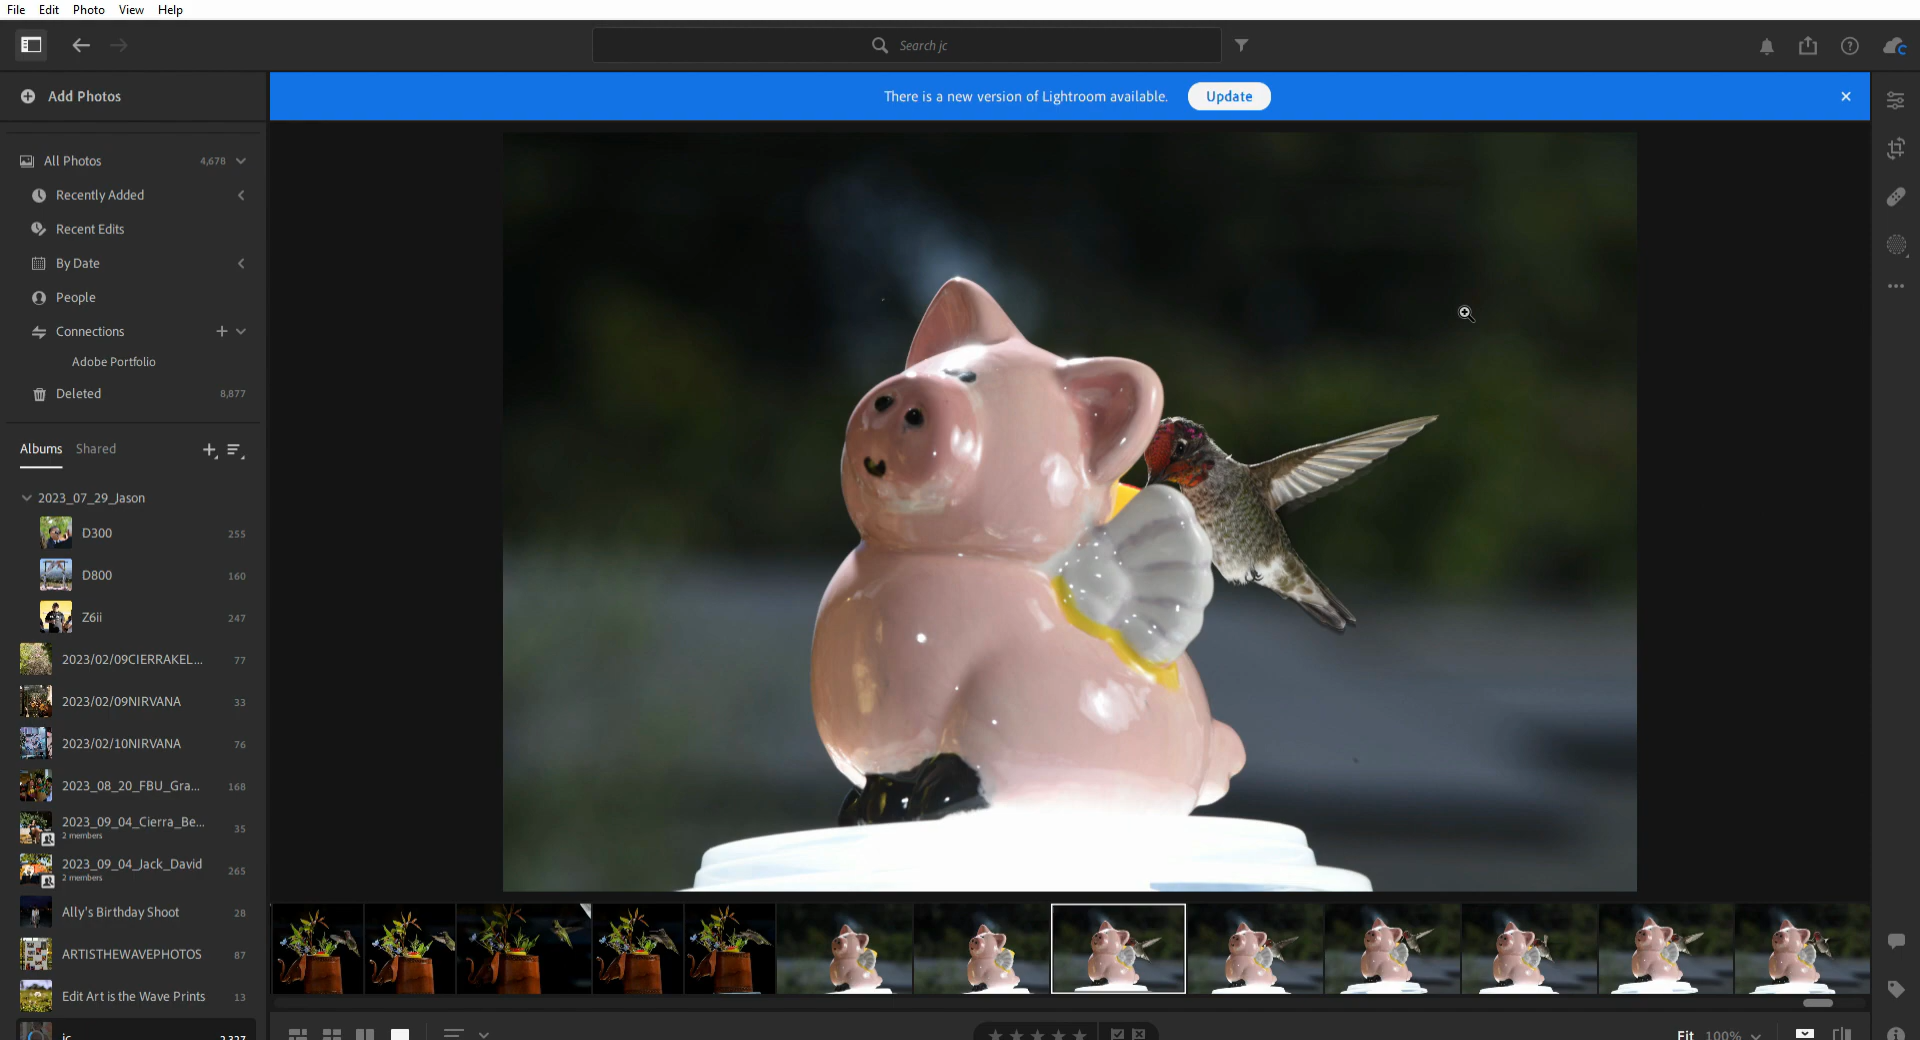 File Edit Photo View Help
Search jc
Add Photos
There is a new version of Lightroom available. Update
All Photos 4,678
Recently Added
Recent Edits
By Date
People
Connections
Adobe Portfolio
Deleted 8,877
Albums Shared
2023_07_29_Jason
D300 255
D800 160
Z6ii 247
2023/02/09CIERRAKEL... 77
2023/02/09NIRVANA 33
2023/02/10NIRVANA 76
2023_08_20_FBU_Gra... 168
2023_09_04_Cierra_Be... 35
2 members
2023_09_04_Jack_David 265
2 members
Ally's Birthday Shoot 28
ARTISTHEWAVEPHOTOS 87
Edit Art is the Wave Prints 13
jc 2,327
Fit 100%